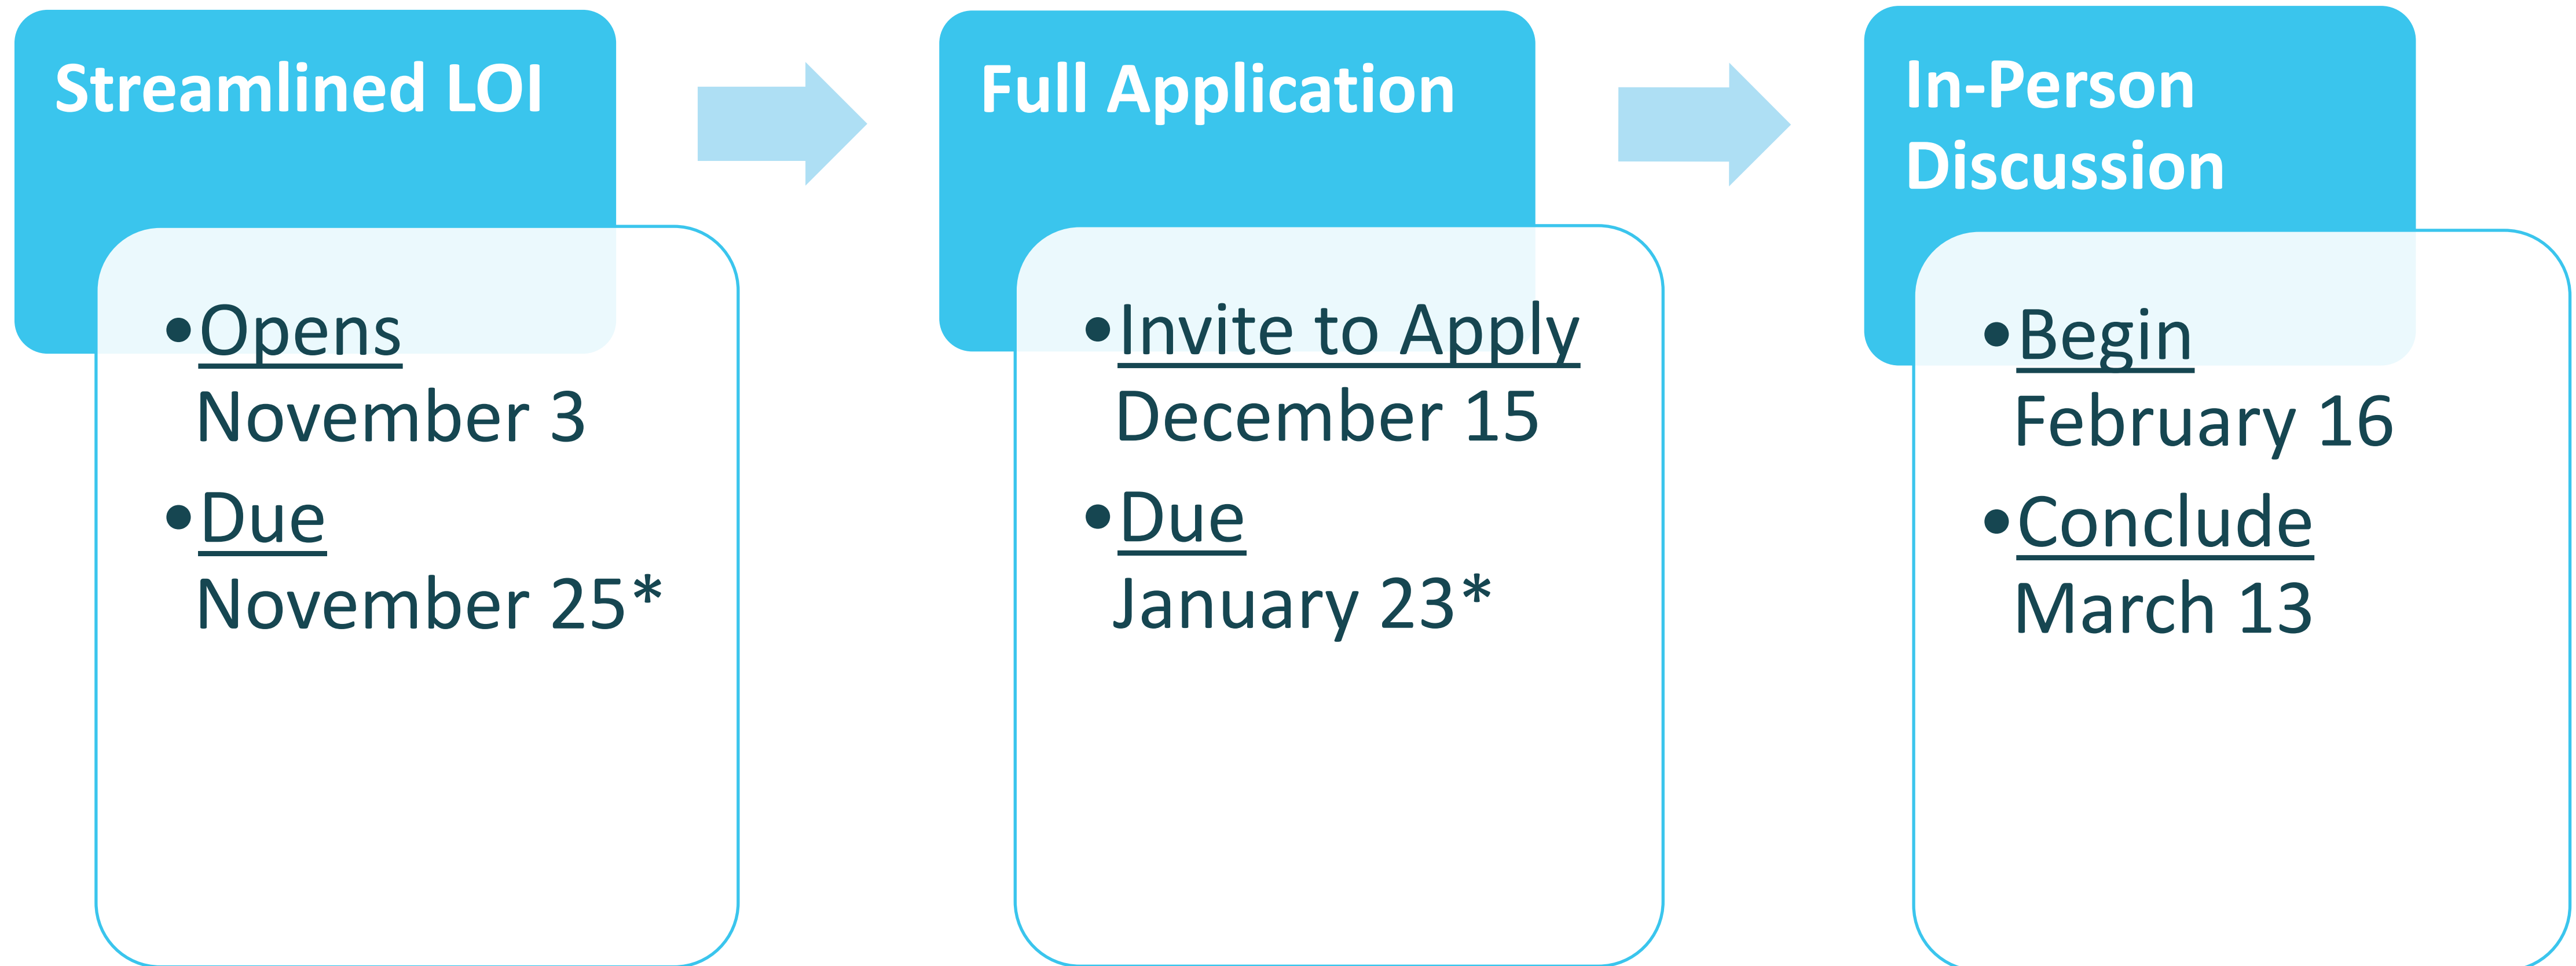 Streamlined LOI
•Opens
November 3
•Due
November 25*
Full Application
•Invite to Apply
December 15
•Due
January 23*
In-Person
Discussion
•Begin
February 16
•Conclude
March 13